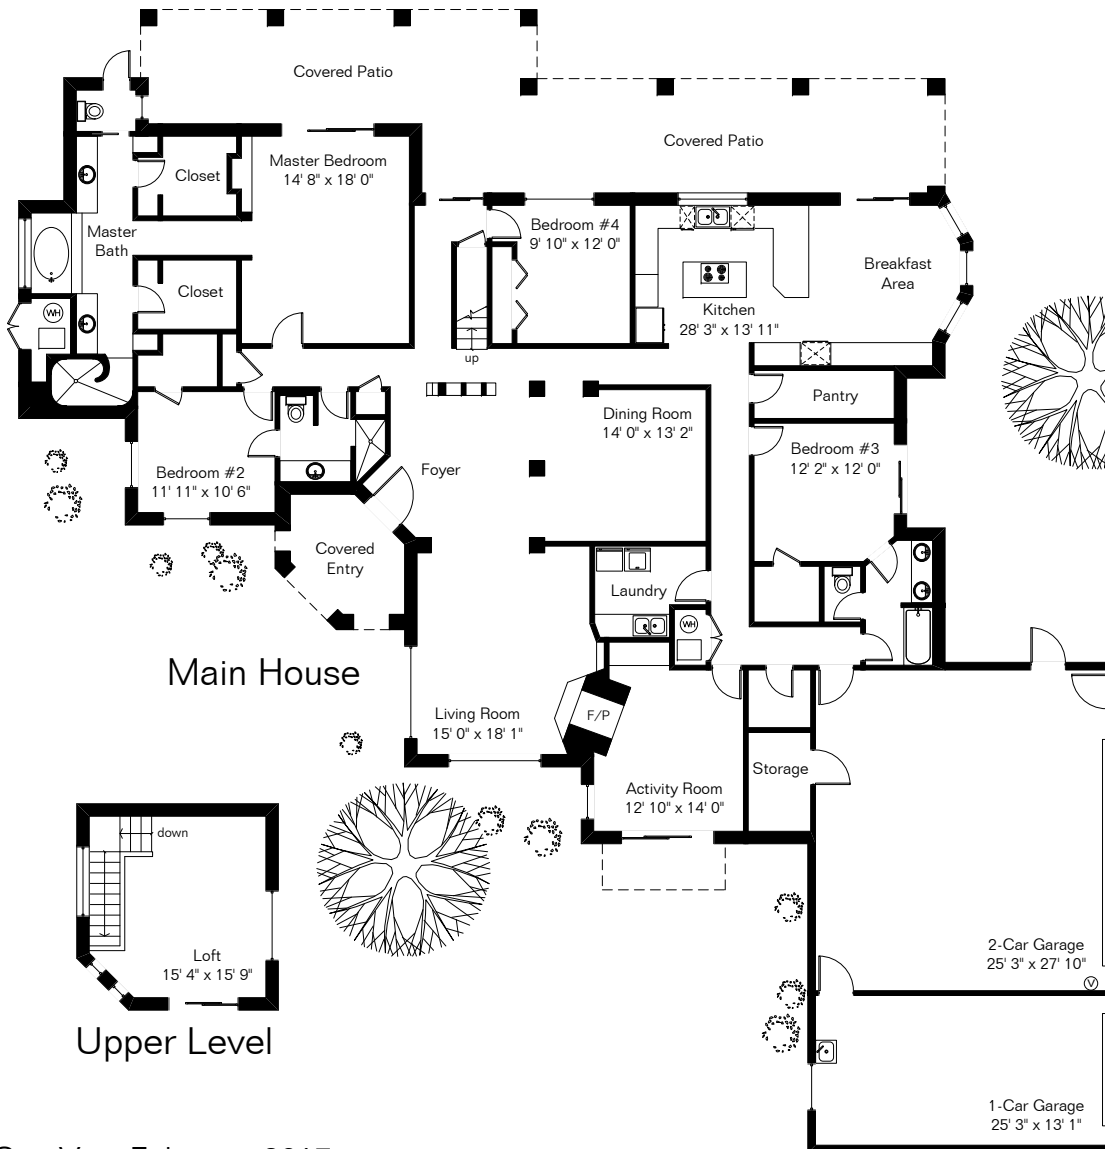 Covered Patio
Covered Patio
Master Bedroom
14' 8" x 18' 0"
Closet
Master
Bath
Closet
WH
Bedroom #4
9' 10" x 12' 0"
up
Kitchen
28' 3" x 13' 11"
Breakfast
Area
Pantry
Dining Room
14' 0" x 13' 2"
Bedroom #3
12' 2" x 12' 0"
Bedroom #2
11' 11" x 10' 6"
Foyer
Covered
Entry
Laundry
WH
Main House
Living Room
15' 0" x 18' 1"
F/P
Storage
Activity Room
12' 10" x 14' 0"
down
Loft
15' 4" x 15' 9"
Upper Level
2-Car Garage
25' 3" x 27' 10"
V
1-Car Garage
25' 3" x 13' 1"